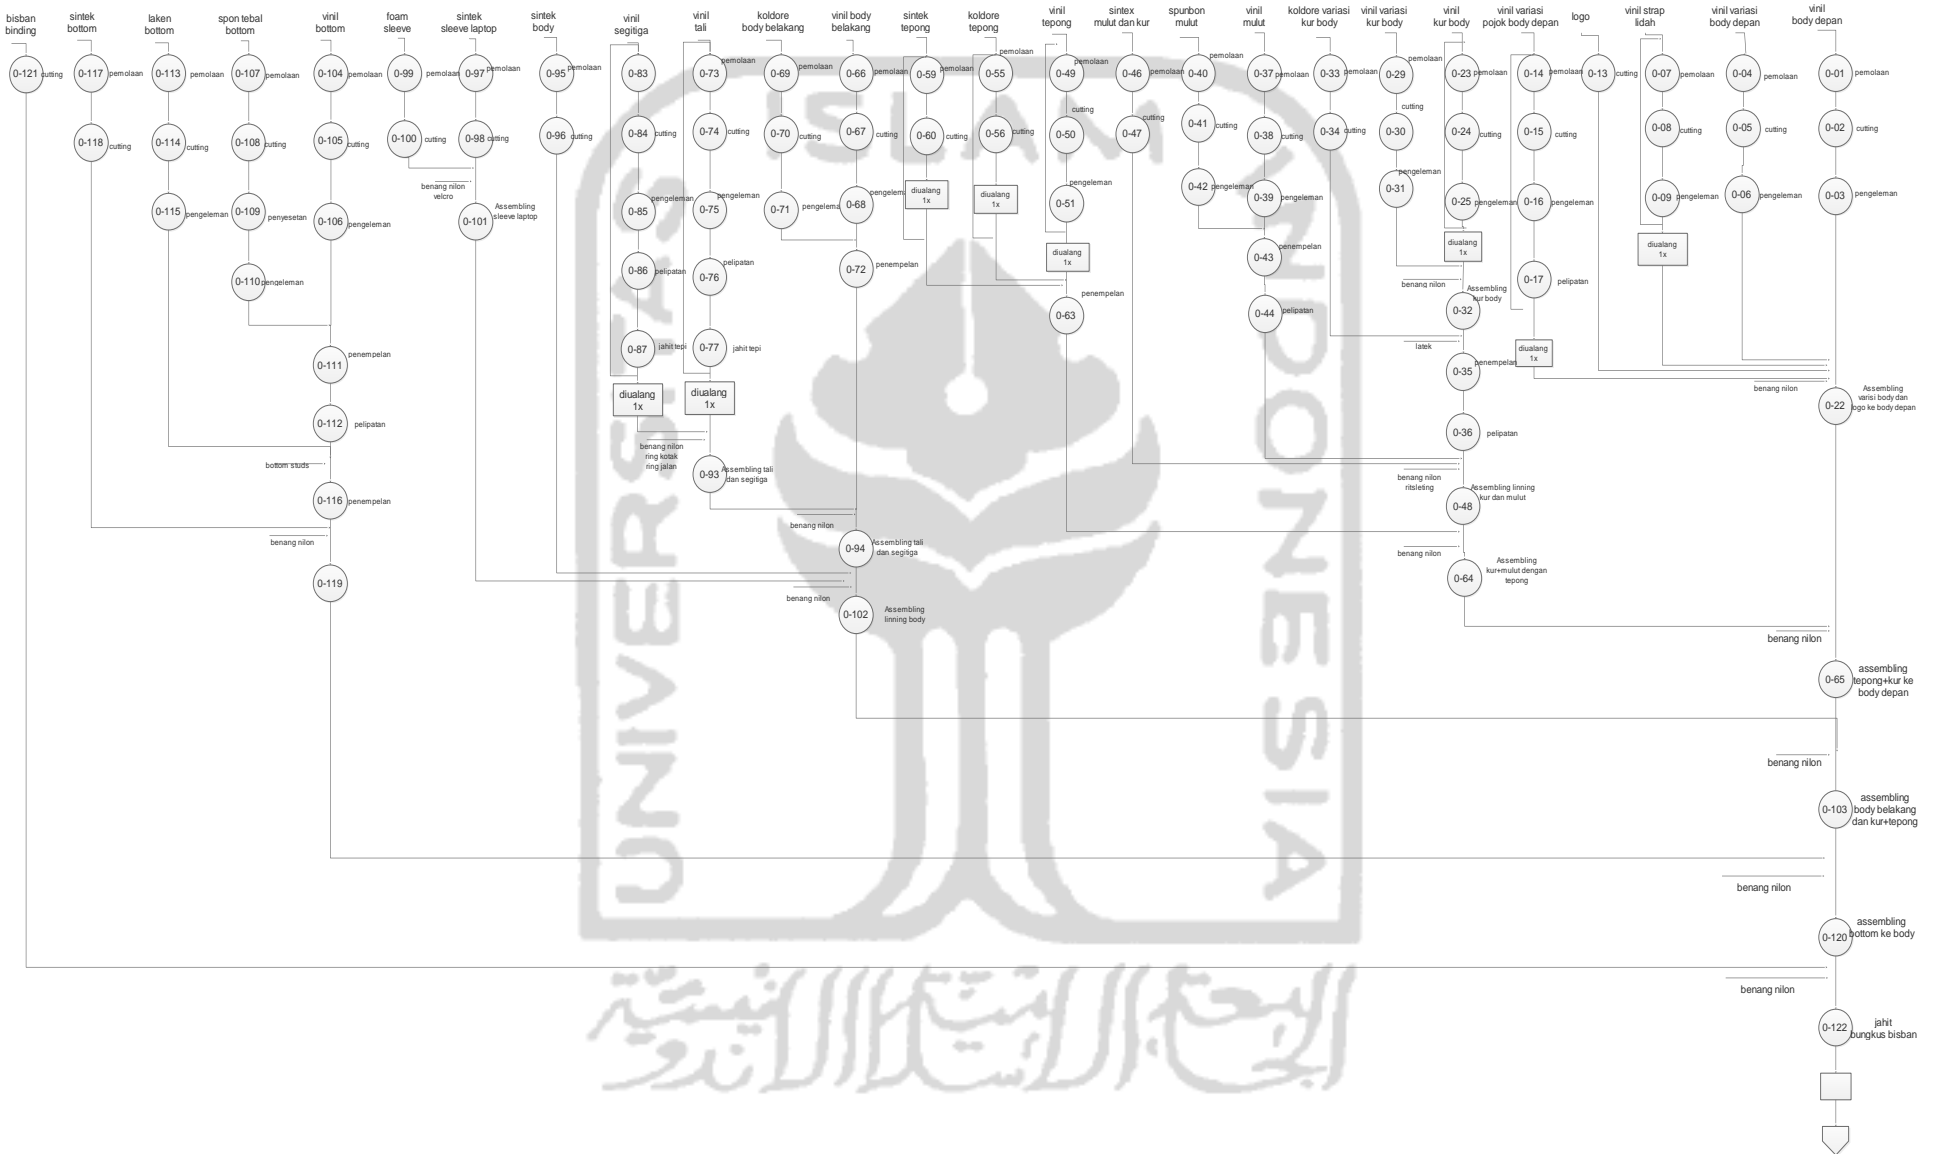 bisban
binding
sintek
bottom
laken
bottom
spon tebal
bottom
vinil
bottom
foam
sleeve
sintek
sleeve laptop
sintek
body
vinil
segitiga
vinil
tali
koldore
body belakang
vinil body
belakang
sintek
tepong
koldore
tepong
vinil
tepong
sintex
mulut dan kur
spunbon
mulut
vinil
mulut
koldore variasi
kur body
vinil variasi
kur body
vinil
kur body
vinil variasi
pojok body depan
logo
vinil strap
lidah
vinil variasi
body depan
vinil
body depan
0-121 cutting
0-117 pemolaan
0-118 cutting
0-113 pemolaan
0-114 cutting
0-115 pengeleman
0-107 pemolaan
0-108 cutting
0-109 penyesetan
0-110 pengeleman
0-104 pemolaan
0-105 cutting
0-106 pengeleman
0-111 penempelan
0-112 pelipatan
bottom studs
0-116 penempelan
benang nilon
0-119
0-99 pemolaan
0-100 cutting
0-97 pemolaan
0-98 cutting
benang nilon
velcro
0-101 Assembling
sleeve laptop
0-95 pemolaan
0-96 cutting
0-83
0-84 cutting
0-85 pengeleman
0-86 pelipatan
0-87 jahit tepi
diualang
1x
0-73 pemolaan
0-74 cutting
0-75 pengeleman
0-76 pelipatan
0-77 jahit tepi
diualang
1x
benang nilon
ring kotak
ring jalan
0-93 Assembling tali
dan segitiga
0-69 pemolaan
0-70 cutting
0-71 pengelema
0-66 pemolaan
0-67 cutting
0-68 pengelem
0-72 penempelan
benang nilon
0-94 Assembling tali
dan segitiga
benang nilon
0-102 Assembling
linning body
0-59 pemolaan
0-60 cutting
diualang
1x
0-55 pemolaan
0-56 cutting
diualang
1x
0-49 pemolaan
0-50 cutting
0-51 pengeleman
diualang
1x
0-63 penempelan
0-46 pemolaan
0-47 cutting
0-40 pemolaan
0-41 cutting
0-42 pengeleman
0-37 pemolaan
0-38 cutting
0-39 pengeleman
0-43 penempelan
0-44 pelipatan
0-33 pemolaan
0-34 cutting
0-29 pemolaan
0-30 cutting
0-31 pengeleman
0-23 pemolaan
0-24 cutting
0-25 pengeleman
diualang
1x
benang nilon
0-32 Assembling
kur body
latek
0-35 penempelan
0-36 pelipatan
benang nilon
ritsleting
0-48 Assembling linning
kur dan mulut
benang nilon
0-64 Assembling
kur+mulut dengan
tepong
0-14 pemolaan
0-15 cutting
0-16 pengeleman
0-17 pelipatan
diualang
1x
0-13 cutting
0-07 pemolaan
0-08 cutting
0-09 pengeleman
diualang
1x
0-04 pemolaan
0-05 cutting
0-06 pengeleman
0-01 pemolaan
0-02 cutting
0-03 pengeleman
benang nilon
0-22 Assembling
varisi body dan
logo ke body depan
benang nilon
0-65 assembling
tepong+kur ke
body depan
benang nilon
0-103 assembling
body belakang
dan kur+tepong
benang nilon
0-120 assembling
bottom ke body
benang nilon
0-122 jahit
bungkus bisban
ISLAM
UNIVERSITAS
INDONESIA